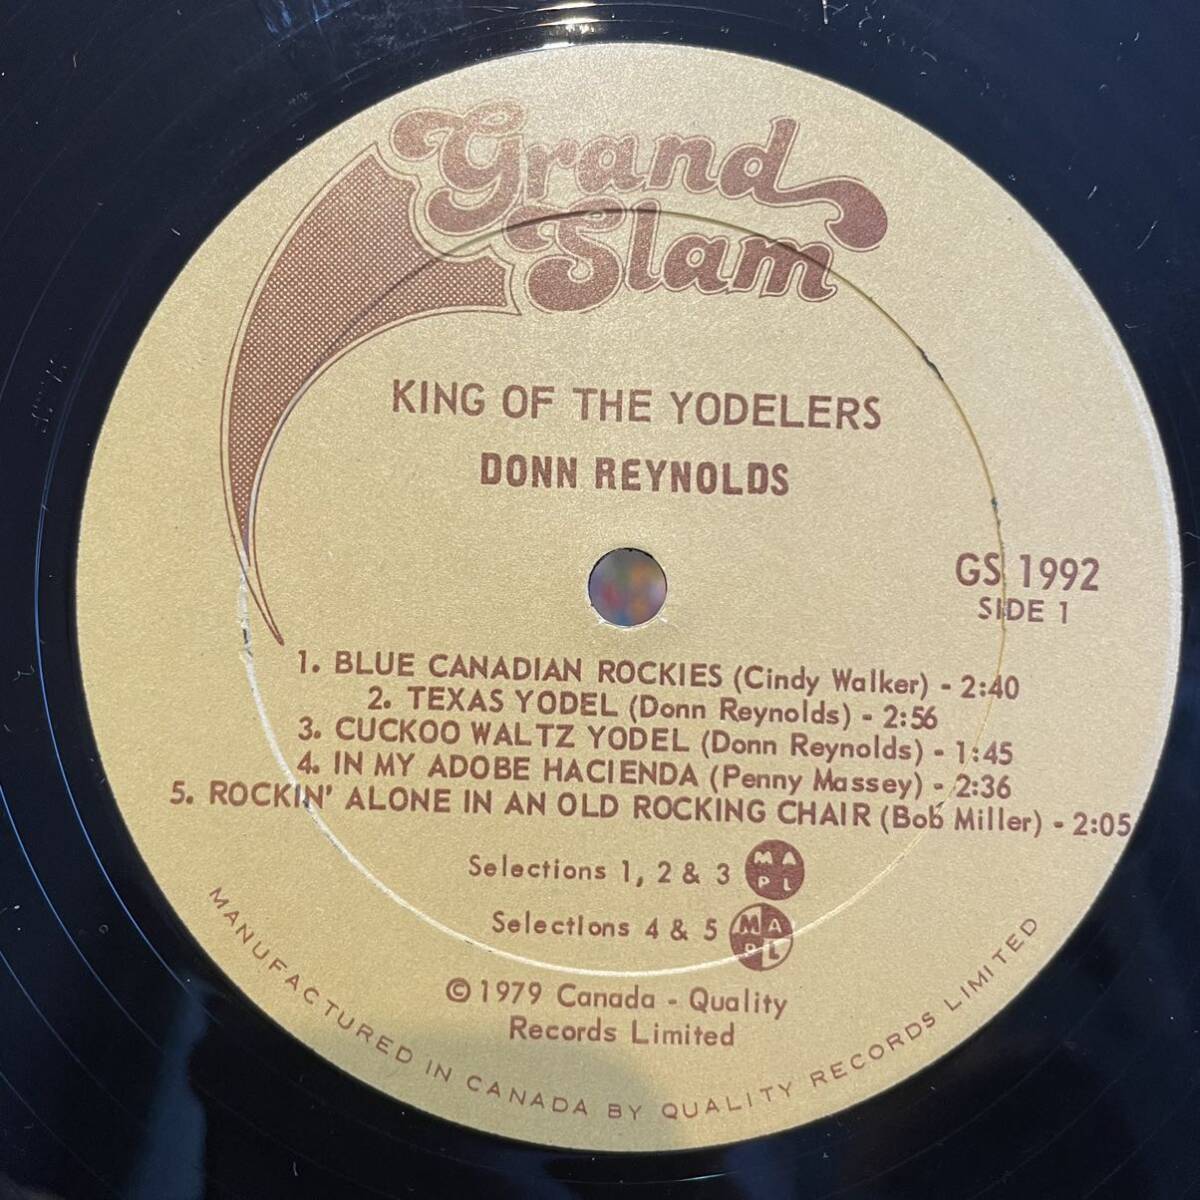 Grand
Slam
KING OF THE YODELERS
DONN REYNOLDS
GS 1992
SIDE 1
1. BLUE CANADIAN ROCKIES (Cindy Walker) - 2:40
2. TEXAS YODEL (Donn Reynolds) - 2:56
3. CUCKOO WALTZ YODEL (Donn Reynolds) - 1:45
4. IN MY ADOBE HACIENDA (Penny Massey) - 2:36
5. ROCKIN' ALONE IN AN OLD ROCKING CHAIR (Bob Miller) - 2:05
Selections 1, 2 & 3 M A P L
Selections 4 & 5 M A P L
© 1979 Canada - Quality
Records Limited
MANUFACTURED IN CANADA BY QUALITY RECORDS LIMITED